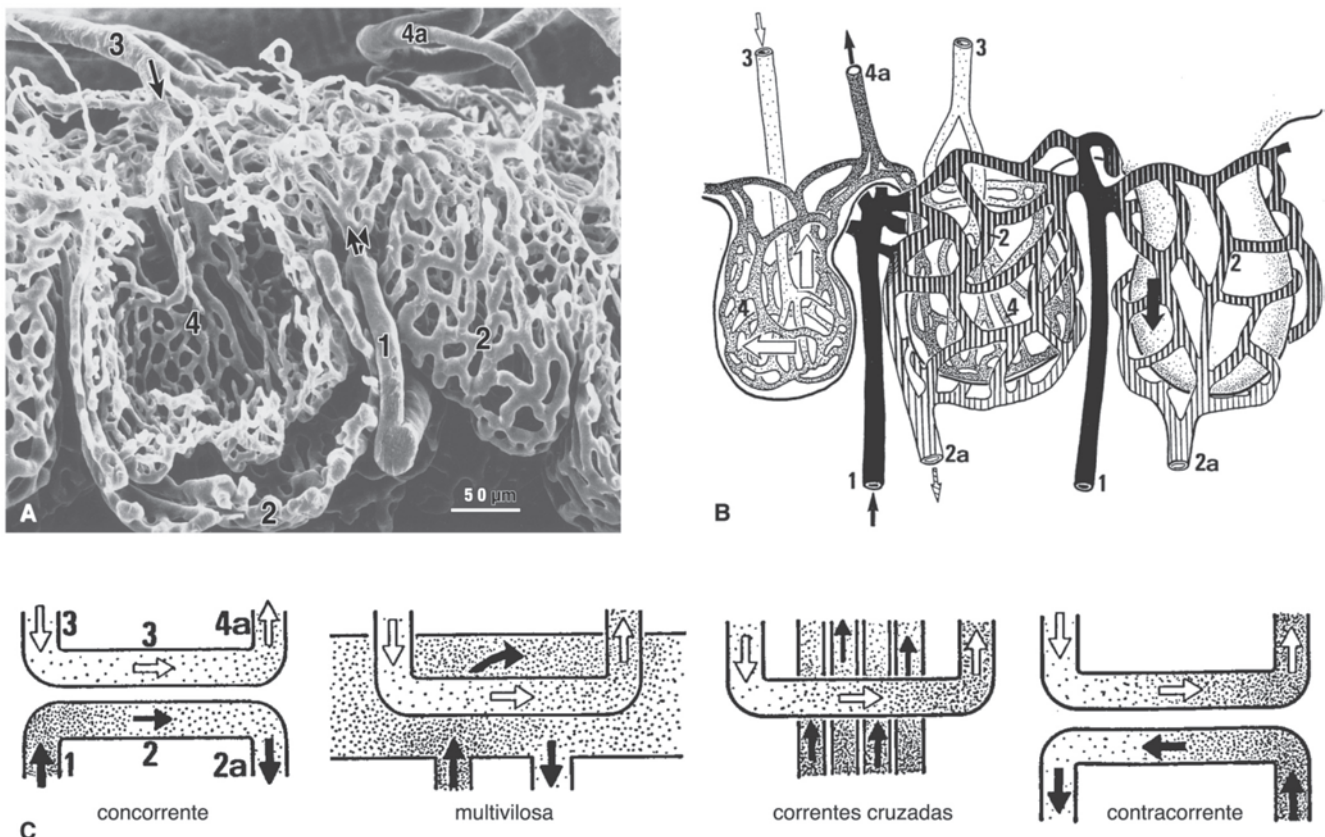 3
4a
4
1
2
2
50 µm
A
3
4a
3
2
2
4
4
2a
1
1
2a
B
3 3 4a
1 2 2a
concorrente
multivilosa
correntes cruzadas
contracorrente
C